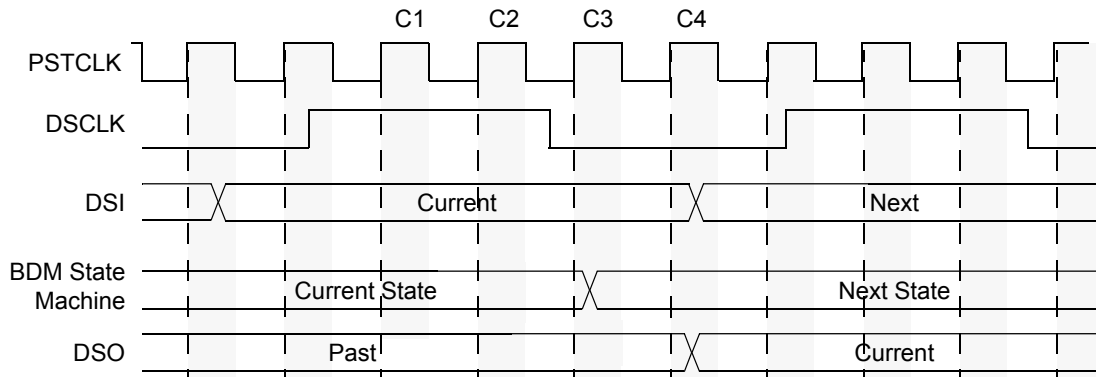 C1 C2 C3 C4
PSTCLK
DSCLK
DSI Current Next
BDM State
Machine Current State Next State
DSO Past Current